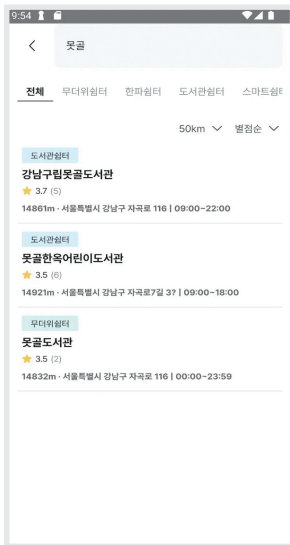 9:54
못골
전체 무더위쉼터 한파쉼터 도서관쉼터 스마트쉼터
50km 별점순
도서관쉼터
강남구립못골도서관
3.7 (5)
14861m · 서울특별시 강남구 자곡로 116 | 09:00~22:00
도서관쉼터
못골한옥어린이도서관
3.5 (6)
14921m · 서울특별시 강남구 자곡로7길 3? | 09:00~18:00
무더위쉼터
못골도서관
3.5 (2)
14832m · 서울특별시 강남구 자곡로 116 | 00:00~23:59